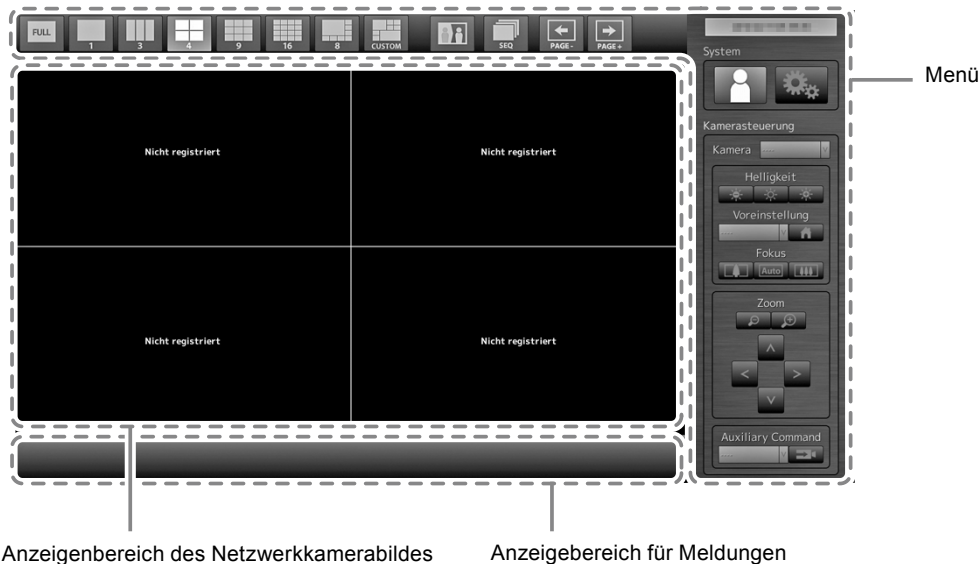 FULL
1
3
4
9
16
8
CUSTOM
SEQ
PAGE-
PAGE+
System
Menü
Kamerasteuerung
Kamera
----
Helligkeit
Voreinstellung
----
Fokus
Auto
Zoom
Auxiliary Command
----
Nicht registriert
Nicht registriert
Nicht registriert
Nicht registriert
Anzeigenbereich des Netzwerkkamerabildes
Anzeigebereich für Meldungen